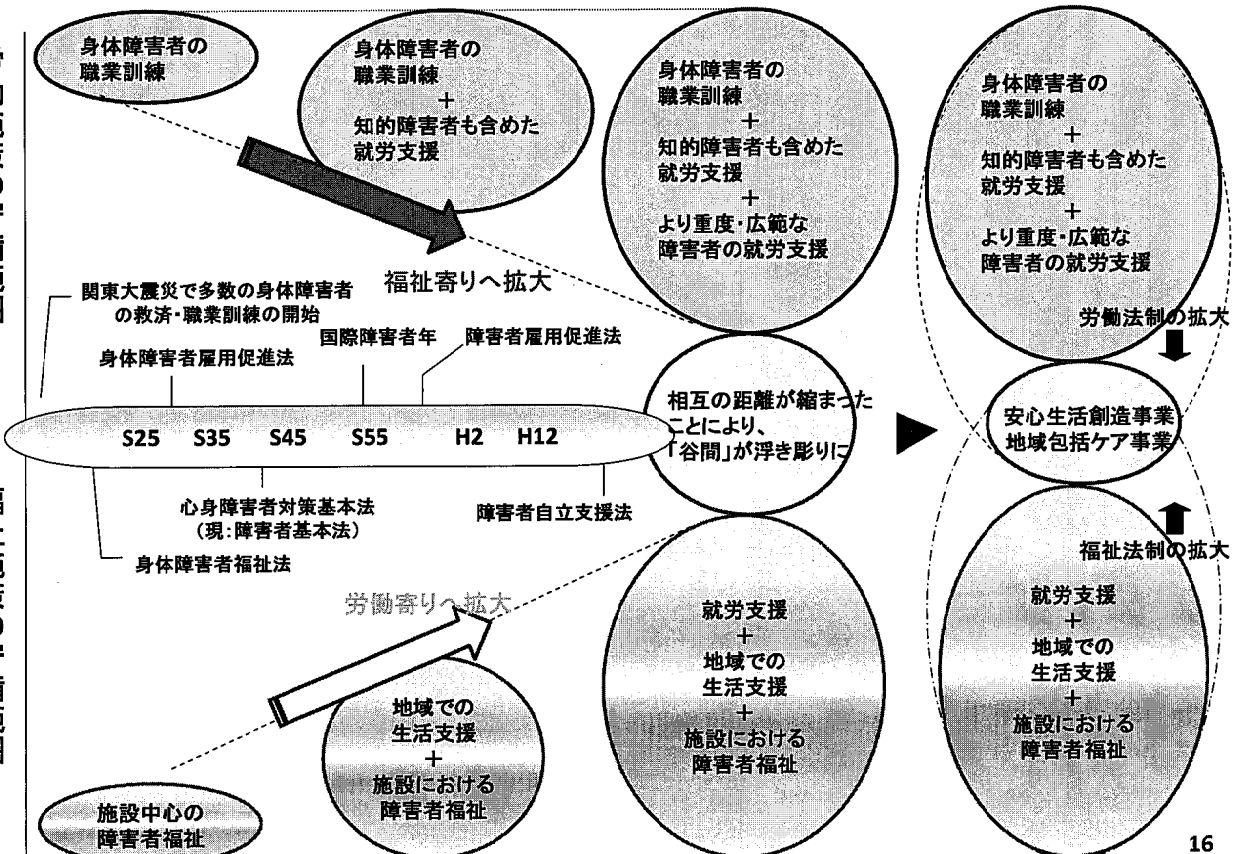 身体障害者の
職業訓練
身体障害者の
職業訓練
+
知的障害者も含めた
就労支援
身体障害者の
職業訓練
+
知的障害者も含めた
就労支援
+
より重度・広範な
障害者の就労支援
身体障害者の
職業訓練
+
知的障害者も含めた
就労支援
+
より重度・広範な
障害者の就労支援
福祉寄りへ拡大
関東大震災で多数の身体障害者
の救済・職業訓練の開始
身体障害者雇用促進法
国際障害者年
障害者雇用促進法
労働法制の拡大
S25 S35 S45 S55 H2 H12
相互の距離が縮まった
ことにより、
「谷間」が浮き彫りに
安心生活創造事業
地域包括ケア事業
心身障害者対策基本法
(現:障害者基本法)
障害者自立支援法
身体障害者福祉法
福祉法制の拡大
労働寄りへ拡大
施設中心の
障害者福祉
地域での
生活支援
+
施設における
障害者福祉
就労支援
+
地域での
生活支援
+
施設における
障害者福祉
就労支援
+
地域での
生活支援
+
施設における
障害者福祉
16